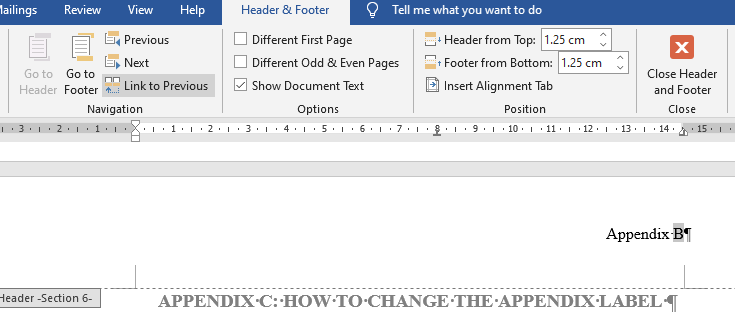 Mailings Review View Help Header & Footer Tell me what you want to do
Previous Different First Page Header from Top: 1.25 cm
Go to Header Go to Footer Next Different Odd & Even Pages Footer from Bottom: 1.25 cm Close Header and Footer
Link to Previous Show Document Text Insert Alignment Tab
Navigation Options Position Close
3 2 1 1 2 3 4 5 6 7 8 9 10 11 12 13 14 15
Appendix·B¶
Header -Section 6-
APPENDIX·C:·HOW·TO·CHANGE·THE·APPENDIX·LABEL·¶